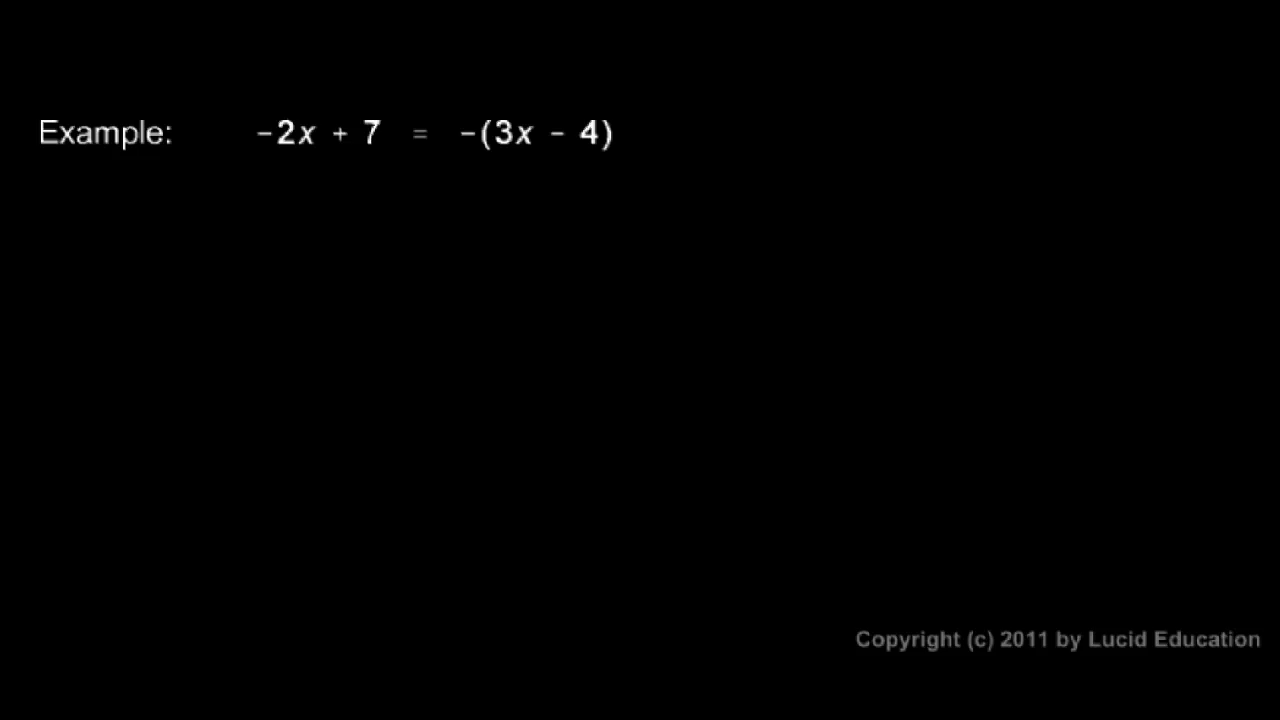 Example: −2x + 7 = −(3x − 4)
Copyright (c) 2011 by Lucid Education